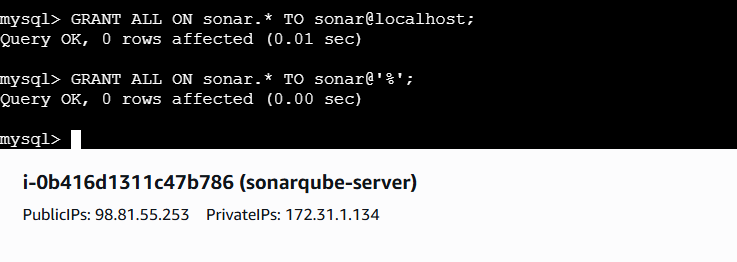 mysql> GRANT ALL ON sonar.* TO sonar@localhost;
Query OK, 0 rows affected (0.01 sec)
mysql> GRANT ALL ON sonar.* TO sonar@'%';
Query OK, 0 rows affected (0.00 sec)
mysql>
i-0b416d1311c47b786 (sonarqube-server)
PublicIPs: 98.81.55.253 PrivateIPs: 172.31.1.134